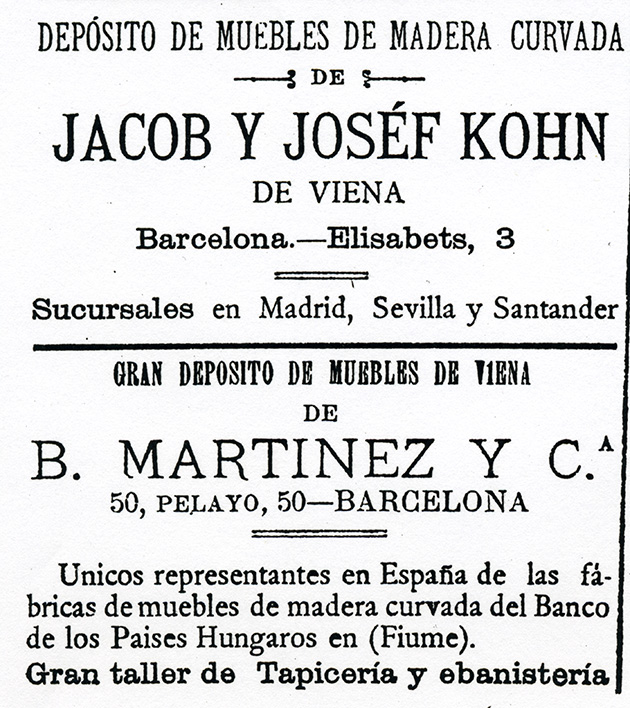 DEPÓSITO DE MUEBLES DE MADERA CURVADA
DE
JACOB Y JOSÉF KOHN
DE VIENA
Barcelona.—Elisabets, 3
Sucursales en Madrid, Sevilla y Santander
GRAN DEPOSITO DE MUEBLES DE V1ENA
DE
B. MARTINEZ Y C.A
50, PELAYO, 50—BARCELONA
Unicos representantes en España de las fá-
bricas de muebles de madera curvada del Banco
de los Paises Hungaros en (Fiume).
Gran taller de Tapicería y ebanistería